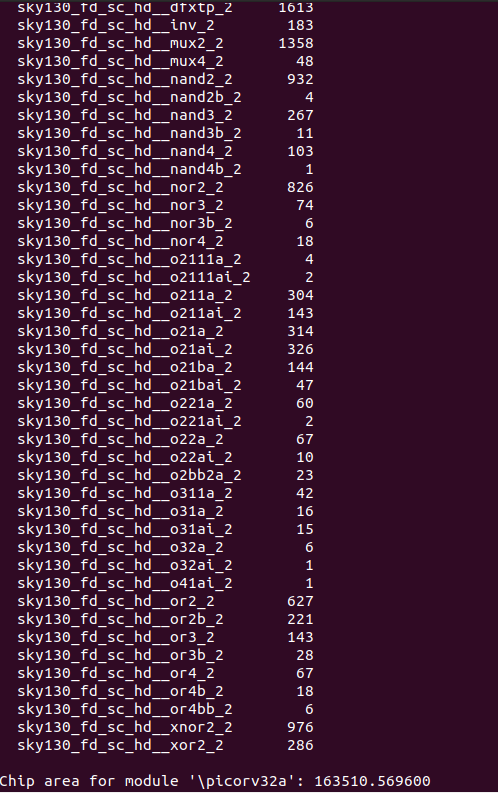 sky130_fd_sc_hd__dfxtp_2 1613
sky130_fd_sc_hd__inv_2 183
sky130_fd_sc_hd__mux2_2 1358
sky130_fd_sc_hd__mux4_2 48
sky130_fd_sc_hd__nand2_2 932
sky130_fd_sc_hd__nand2b_2 4
sky130_fd_sc_hd__nand3_2 267
sky130_fd_sc_hd__nand3b_2 11
sky130_fd_sc_hd__nand4_2 103
sky130_fd_sc_hd__nand4b_2 1
sky130_fd_sc_hd__nor2_2 826
sky130_fd_sc_hd__nor3_2 74
sky130_fd_sc_hd__nor3b_2 6
sky130_fd_sc_hd__nor4_2 18
sky130_fd_sc_hd__o2111a_2 4
sky130_fd_sc_hd__o2111ai_2 2
sky130_fd_sc_hd__o211a_2 304
sky130_fd_sc_hd__o211ai_2 143
sky130_fd_sc_hd__o21a_2 314
sky130_fd_sc_hd__o21ai_2 326
sky130_fd_sc_hd__o21ba_2 144
sky130_fd_sc_hd__o21bai_2 47
sky130_fd_sc_hd__o221a_2 60
sky130_fd_sc_hd__o221ai_2 2
sky130_fd_sc_hd__o22a_2 67
sky130_fd_sc_hd__o22ai_2 10
sky130_fd_sc_hd__o2bb2a_2 23
sky130_fd_sc_hd__o311a_2 42
sky130_fd_sc_hd__o31a_2 16
sky130_fd_sc_hd__o31ai_2 15
sky130_fd_sc_hd__o32a_2 6
sky130_fd_sc_hd__o32ai_2 1
sky130_fd_sc_hd__o41ai_2 1
sky130_fd_sc_hd__or2_2 627
sky130_fd_sc_hd__or2b_2 221
sky130_fd_sc_hd__or3_2 143
sky130_fd_sc_hd__or3b_2 28
sky130_fd_sc_hd__or4_2 67
sky130_fd_sc_hd__or4b_2 18
sky130_fd_sc_hd__or4bb_2 6
sky130_fd_sc_hd__xnor2_2 976
sky130_fd_sc_hd__xor2_2 286
Chip area for module '\picorv32a': 163510.569600